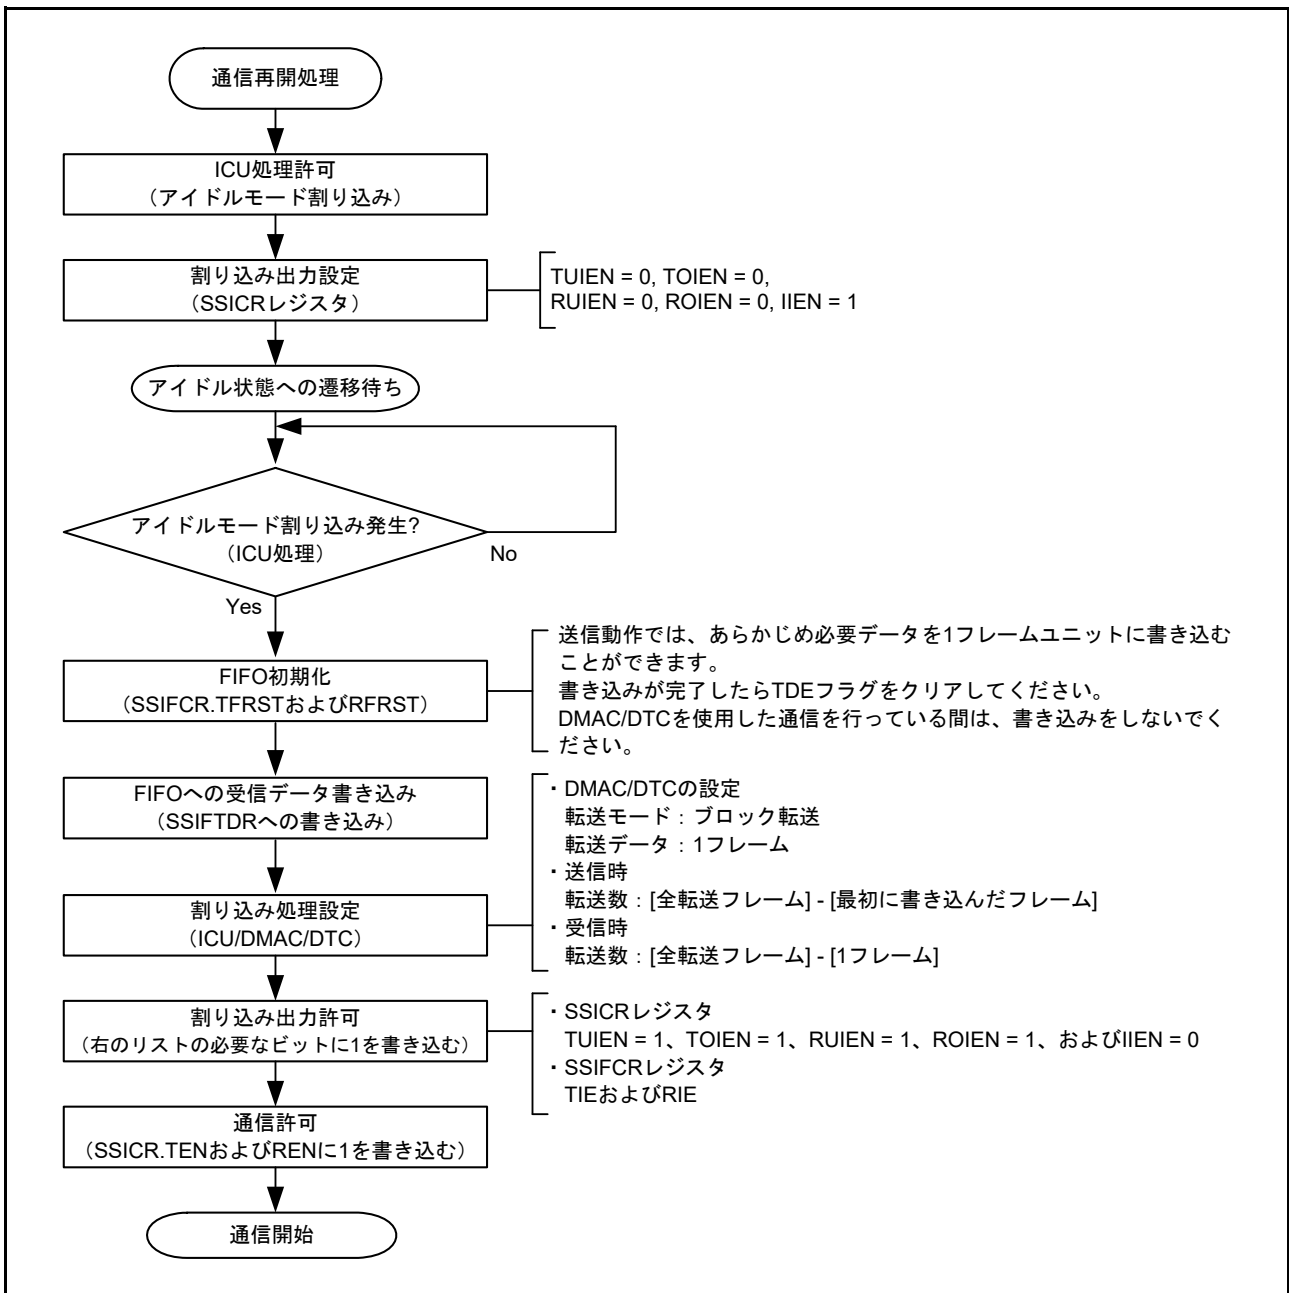 通信再開処理
ICU処理許可
（アイドルモード割り込み）
割り込み出力設定
（SSICRレジスタ）
TUIEN = 0, TOIEN = 0,
RUIEN = 0, ROIEN = 0, IIEN = 1
アイドル状態への遷移待ち
アイドルモード割り込み発生?
（ICU処理）
No
Yes
FIFO初期化
（SSIFCR.TFRSTおよびRFRST）
送信動作では、あらかじめ必要データを1フレームユニットに書き込む
ことができます。
書き込みが完了したらTDEフラグをクリアしてください。
DMAC/DTCを使用した通信を行っている間は、書き込みをしないでく
ださい。
FIFOへの受信データ書き込み
（SSIFTDRへの書き込み）
・DMAC/DTCの設定
転送モード：ブロック転送
転送データ：1フレーム
・送信時
転送数：[全転送フレーム] - [最初に書き込んだフレーム]
・受信時
転送数：[全転送フレーム] - [1フレーム]
割り込み処理設定
（ICU/DMAC/DTC）
割り込み出力許可
（右のリストの必要なビットに1を書き込む）
・SSICRレジスタ
TUIEN = 1、TOIEN = 1、RUIEN = 1、ROIEN = 1、およびIIEN = 0
・SSIFCRレジスタ
TIEおよびRIE
通信許可
（SSICR.TENおよびRENに1を書き込む）
通信開始